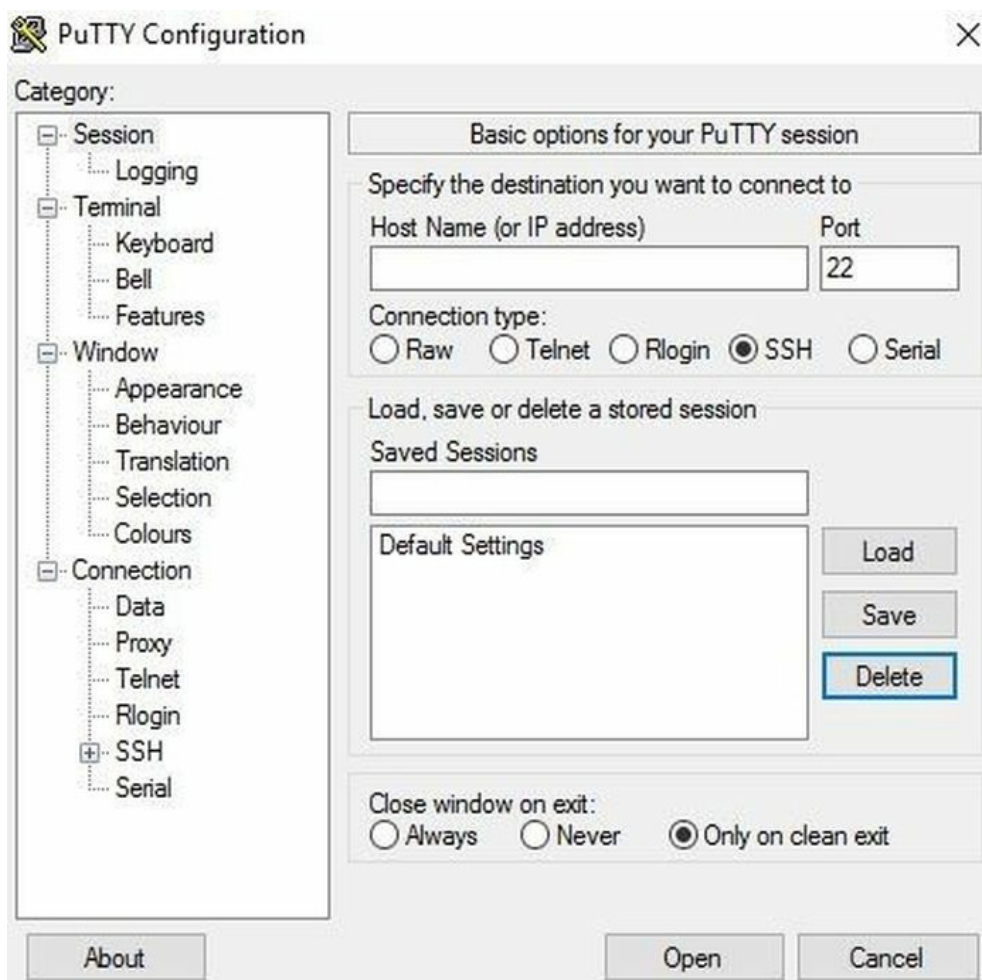 PuTTY Configuration
Category:
Session
Logging
Terminal
Keyboard
Bell
Features
Window
Appearance
Behaviour
Translation
Selection
Colours
Connection
Data
Proxy
Telnet
Rlogin
SSH
Serial
Basic options for your PuTTY session
Specify the destination you want to connect to
Host Name (or IP address) Port
22
Connection type:
Raw Telnet Rlogin SSH Serial
Load, save or delete a stored session
Saved Sessions
Default Settings
Load
Save
Delete
Close window on exit:
Always Never Only on clean exit
About Open Cancel